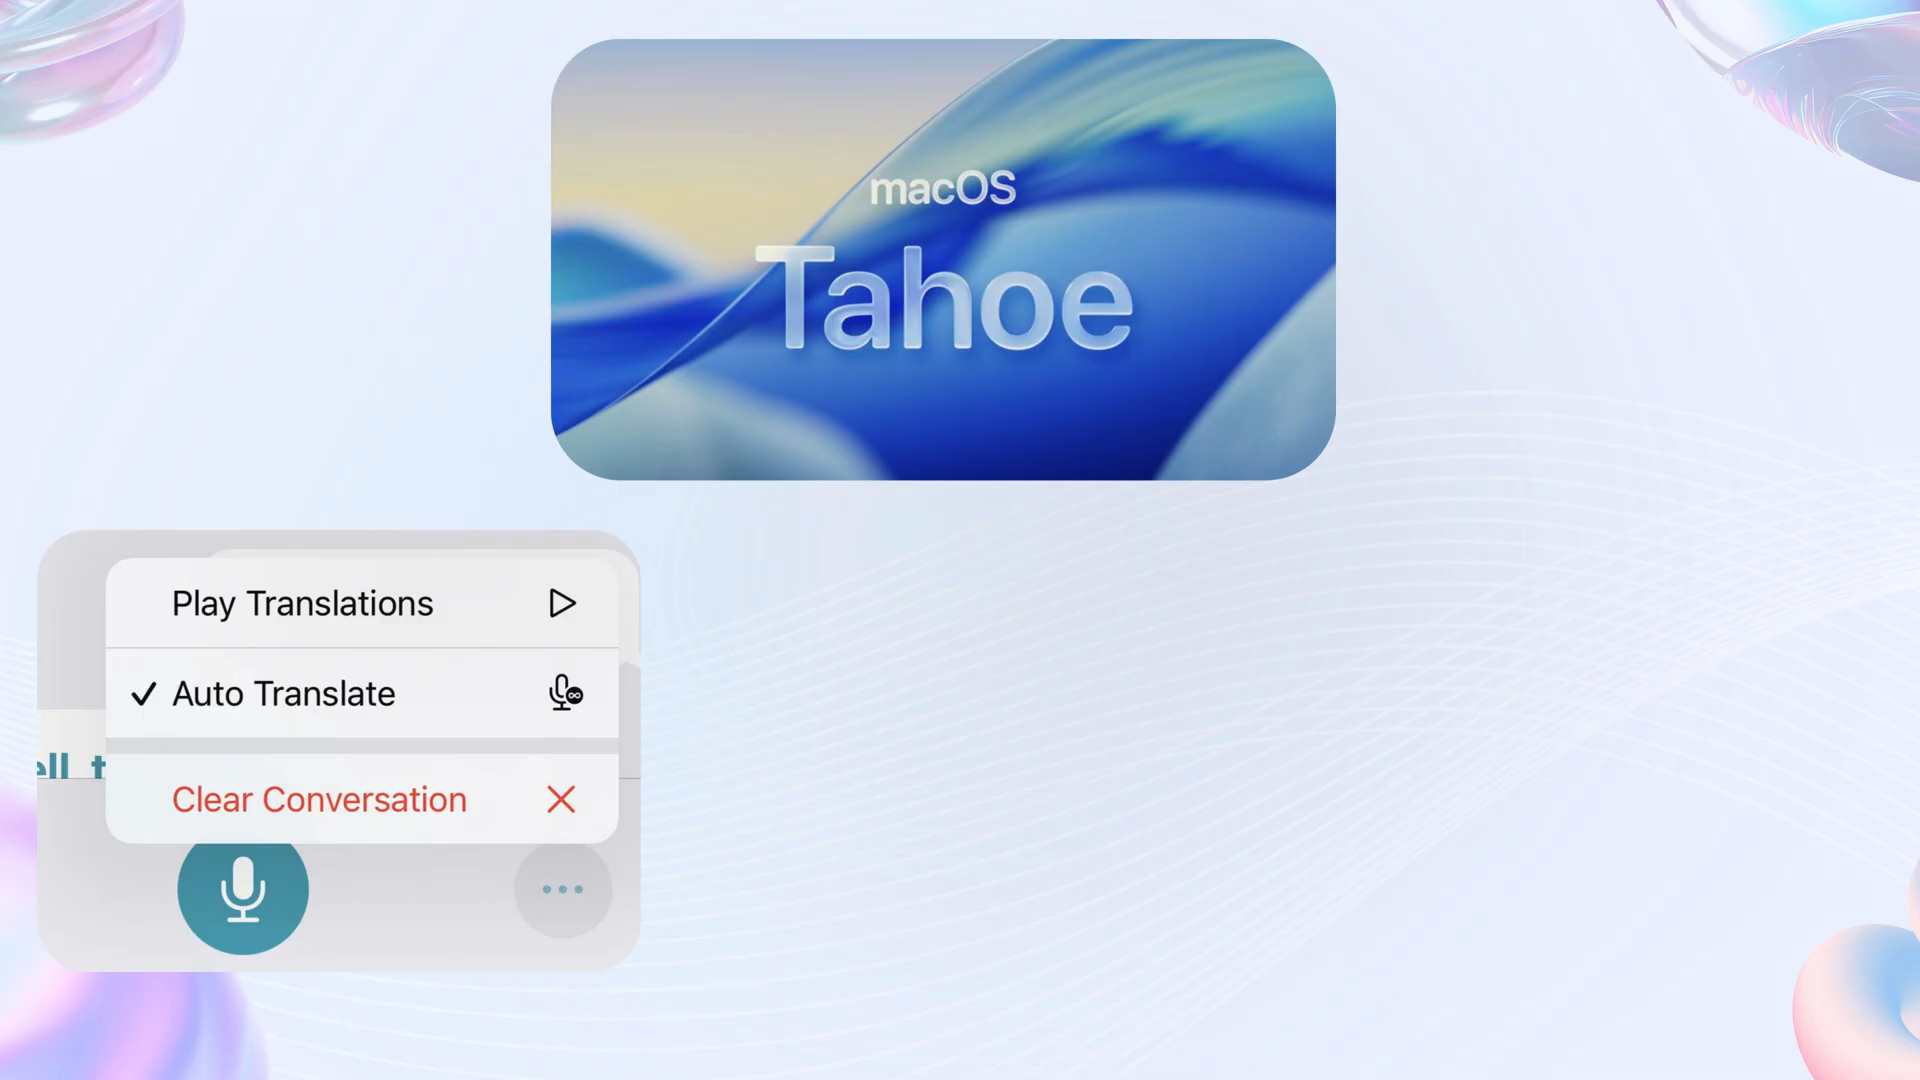 macOS
Tahoe
Play Translations
Auto Translate
Clear Conversation